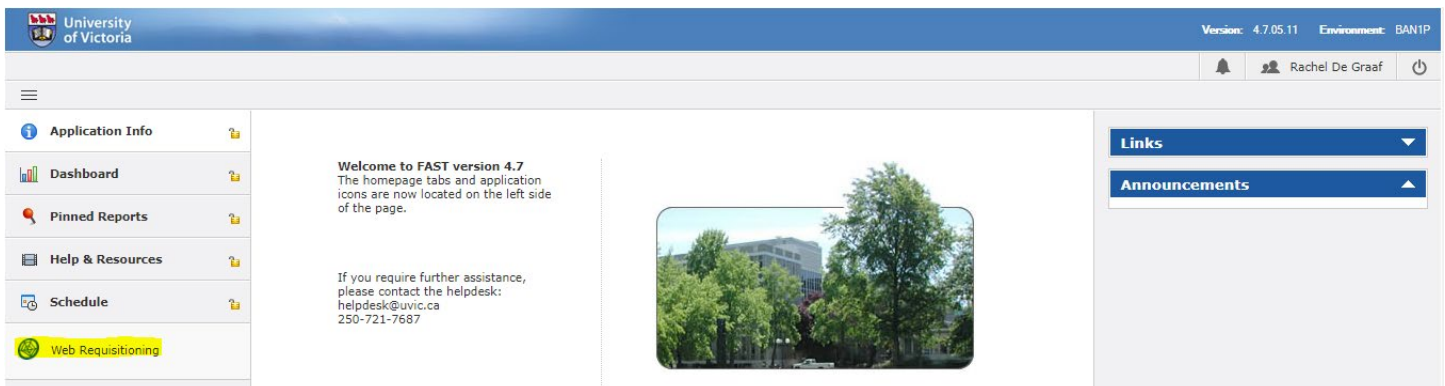 University
of Victoria
Version: 4.7.05.11 Environment: BAN1P
Rachel De Graaf
Application Info
Dashboard
Pinned Reports
Help & Resources
Schedule
Web Requisitioning
Welcome to FAST version 4.7
The homepage tabs and application
icons are now located on the left side
of the page.
If you require further assistance,
please contact the helpdesk:
helpdesk@uvic.ca
250-721-7687
Links
Announcements